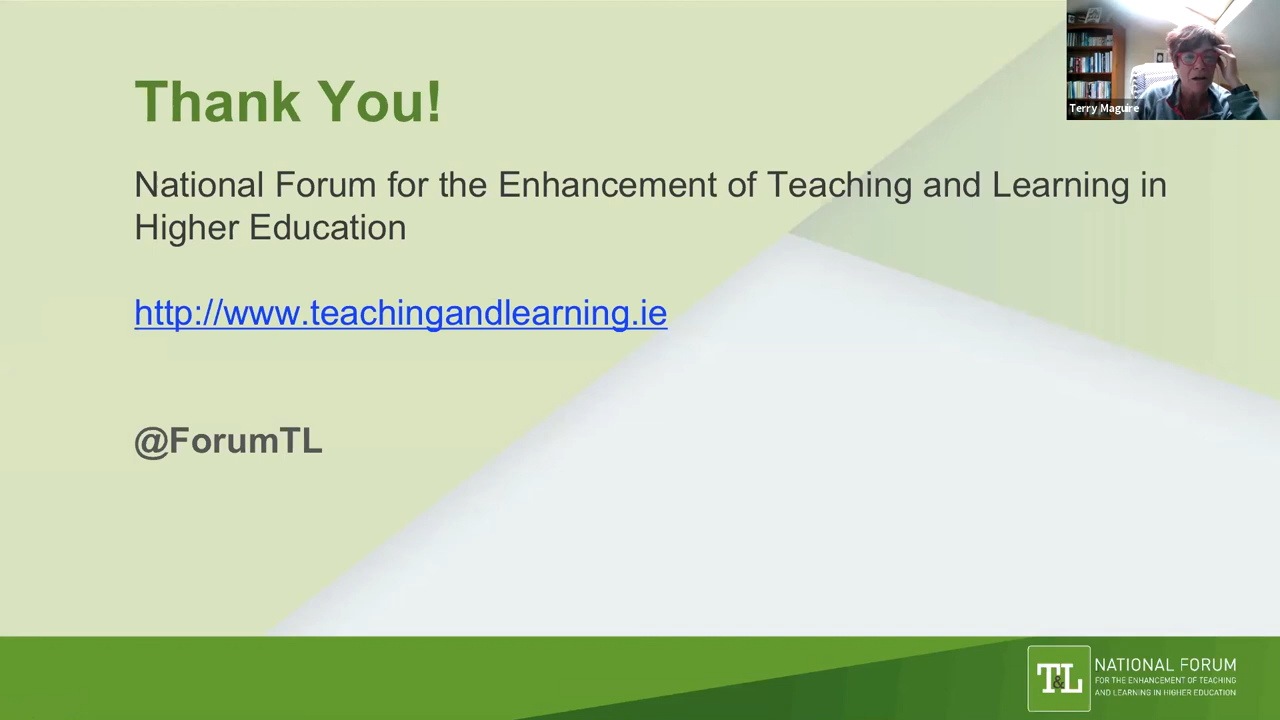 Thank You!
Terry Maguire
National Forum for the Enhancement of Teaching and Learning in
Higher Education
http://www.teachingandlearning.ie
@ForumTL
T&L
NATIONAL FORUM
FOR THE ENHANCEMENT OF TEACHING
AND LEARNING IN HIGHER EDUCATION